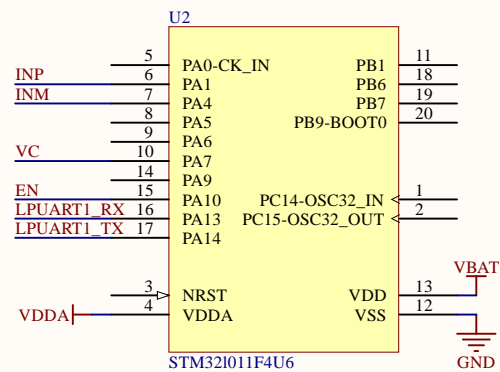 U2
5 PA0-CK_IN PB1 11
INP 6 PA1 PB6 18
INM 7 PA4 PB7 19
8 PA5 PB9-BOOT0 20
9 PA6
VC 10 PA7
14 PA9
EN 15 PA10 PC14-OSC32_IN 1
LPUART1_RX 16 PA13 PC15-OSC32_OUT 2
LPUART1_TX 17 PA14
VBAT
3 NRST VDD 13
VDDA 4 VDDA VSS 12
STM32l011F4U6 GND